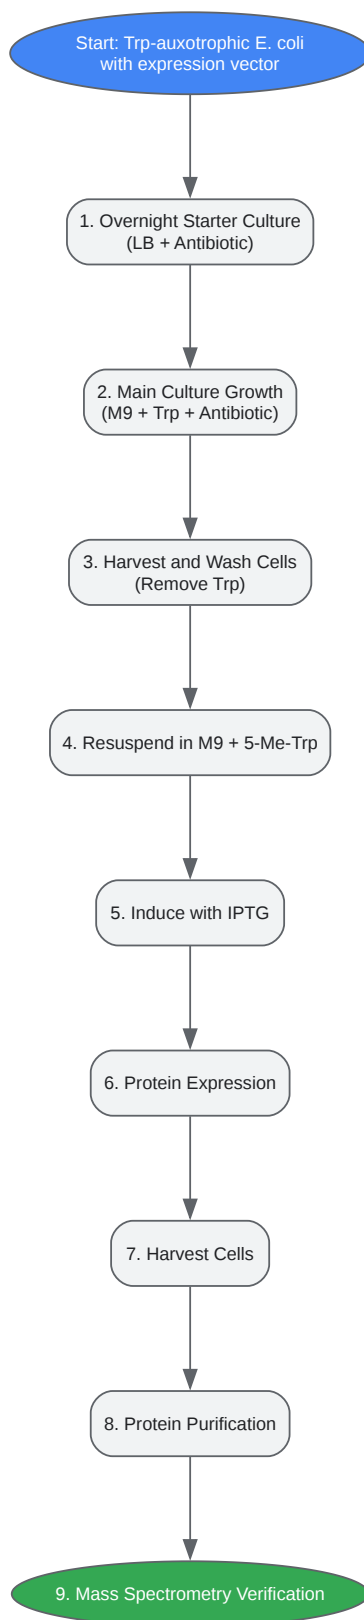 Start: Trp-auxotrophic E. coli
with expression vector
1. Overnight Starter Culture
(LB + Antibiotic)
2. Main Culture Growth
(M9 + Trp + Antibiotic)
3. Harvest and Wash Cells
(Remove Trp)
4. Resuspend in M9 + 5-Me-Trp
5. Induce with IPTG
6. Protein Expression
7. Harvest Cells
8. Protein Purification
9. Mass Spectrometry Verification